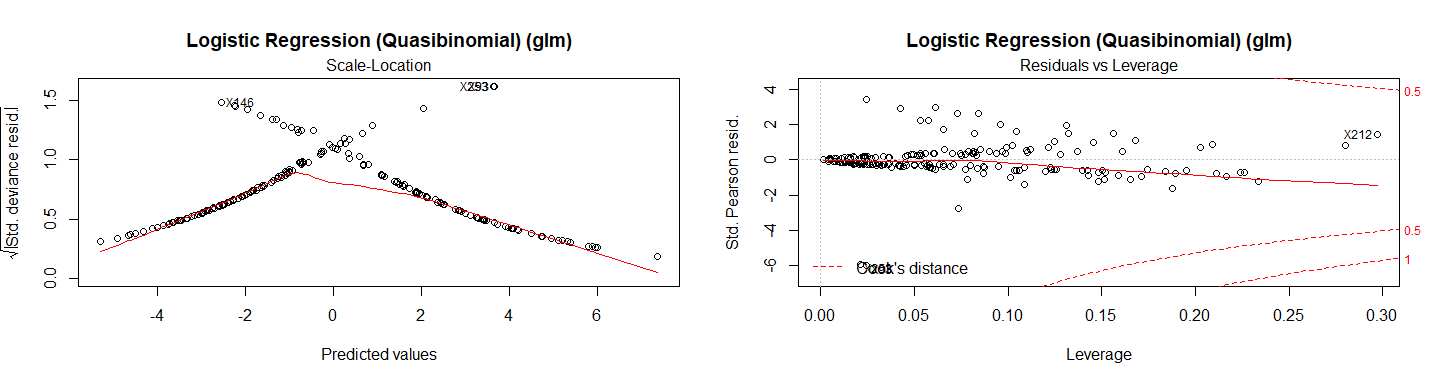 Logistic Regression (Quasibinomial) (glm)
Scale-Location
√|Std. deviance resid.|
1.5
1.0
0.5
0.0
X146
-4
-2
0
2
4
6
Predicted values
Logistic Regression (Quasibinomial) (glm)
Residuals vs Leverage
Std. Pearson resid.
4
2
0
-2
-4
-6
X212
0.5
0.5
1
Cook's distance
0.00
0.05
0.10
0.15
0.20
0.25
0.30
Leverage